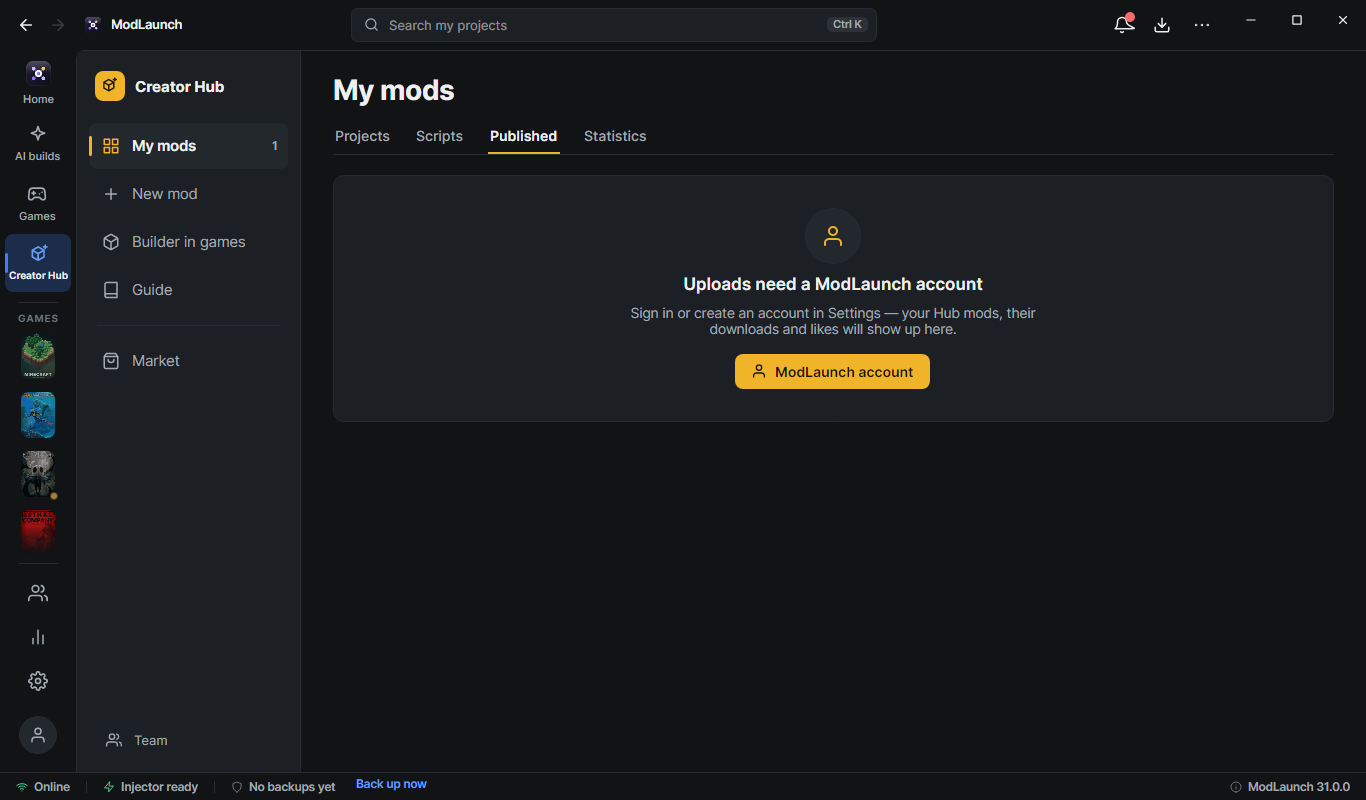 ModLaunch
Search my projects
Ctrl K
Home
AI builds
Games
Creator Hub
GAMES
MINECRAFT
LETHAL
COMPANY
Creator Hub
My mods
1
New mod
Builder in games
Guide
Market
Team
My mods
Projects
Scripts
Published
Statistics
Uploads need a ModLaunch account
Sign in or create an account in Settings — your Hub mods, their
downloads and likes will show up here.
ModLaunch account
Online
Injector ready
No backups yet
Back up now
ModLaunch 31.0.0